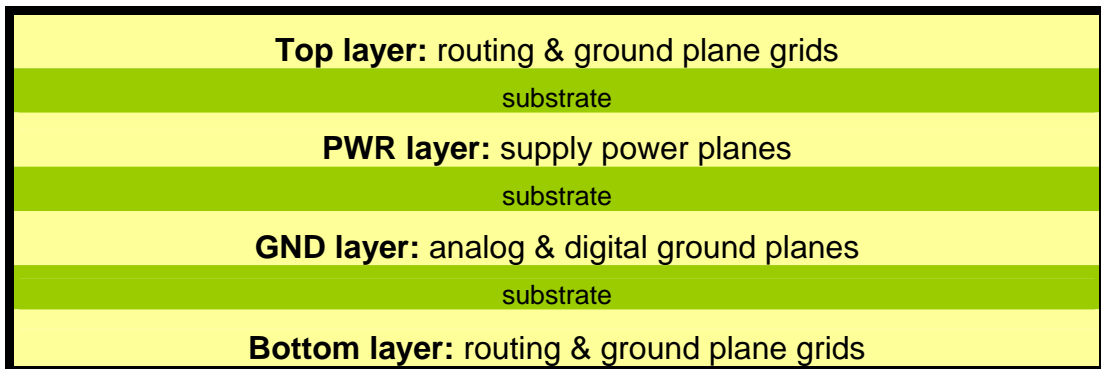 Top layer: routing & ground plane grids
substrate
PWR layer: supply power planes
substrate
GND layer: analog & digital ground planes
substrate
Bottom layer: routing & ground plane grids